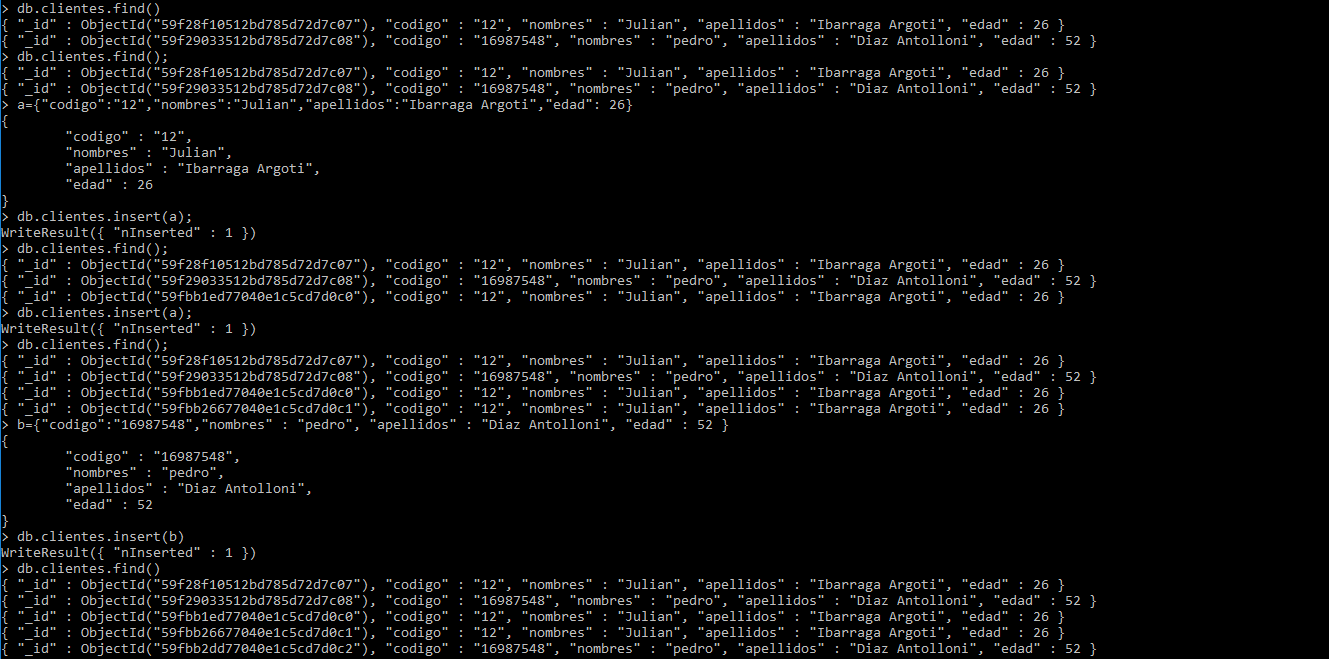 > db.clientes.find()
{ "_id" : ObjectId("59f28f10512bd785d72d7c07"), "codigo" : "12", "nombres" : "Julian", "apellidos" : "Ibarraga Argoti", "edad" : 26 }
{ "_id" : ObjectId("59f29033512bd785d72d7c08"), "codigo" : "16987548", "nombres" : "pedro", "apellidos" : "Diaz Antolloni", "edad" : 52 }
> db.clientes.find();
{ "_id" : ObjectId("59f28f10512bd785d72d7c07"), "codigo" : "12", "nombres" : "Julian", "apellidos" : "Ibarraga Argoti", "edad" : 26 }
{ "_id" : ObjectId("59f29033512bd785d72d7c08"), "codigo" : "16987548", "nombres" : "pedro", "apellidos" : "Diaz Antolloni", "edad" : 52 }
> a={"codigo":"12","nombres":"Julian","apellidos":"Ibarraga Argoti","edad": 26}
{
        "codigo" : "12",
        "nombres" : "Julian",
        "apellidos" : "Ibarraga Argoti",
        "edad" : 26
}
> db.clientes.insert(a);
WriteResult({ "nInserted" : 1 })
> db.clientes.find();
{ "_id" : ObjectId("59f28f10512bd785d72d7c07"), "codigo" : "12", "nombres" : "Julian", "apellidos" : "Ibarraga Argoti", "edad" : 26 }
{ "_id" : ObjectId("59f29033512bd785d72d7c08"), "codigo" : "16987548", "nombres" : "pedro", "apellidos" : "Diaz Antolloni", "edad" : 52 }
{ "_id" : ObjectId("59fbb1ed77040e1c5cd7d0c0"), "codigo" : "12", "nombres" : "Julian", "apellidos" : "Ibarraga Argoti", "edad" : 26 }
> db.clientes.insert(a);
WriteResult({ "nInserted" : 1 })
> db.clientes.find();
{ "_id" : ObjectId("59f28f10512bd785d72d7c07"), "codigo" : "12", "nombres" : "Julian", "apellidos" : "Ibarraga Argoti", "edad" : 26 }
{ "_id" : ObjectId("59f29033512bd785d72d7c08"), "codigo" : "16987548", "nombres" : "pedro", "apellidos" : "Diaz Antolloni", "edad" : 52 }
{ "_id" : ObjectId("59fbb1ed77040e1c5cd7d0c0"), "codigo" : "12", "nombres" : "Julian", "apellidos" : "Ibarraga Argoti", "edad" : 26 }
{ "_id" : ObjectId("59fbb26677040e1c5cd7d0c1"), "codigo" : "12", "nombres" : "Julian", "apellidos" : "Ibarraga Argoti", "edad" : 26 }
> b={"codigo":"16987548","nombres" : "pedro", "apellidos" : "Diaz Antolloni", "edad" : 52 }
{
        "codigo" : "16987548",
        "nombres" : "pedro",
        "apellidos" : "Diaz Antolloni",
        "edad" : 52
}
> db.clientes.insert(b)
WriteResult({ "nInserted" : 1 })
> db.clientes.find()
{ "_id" : ObjectId("59f28f10512bd785d72d7c07"), "codigo" : "12", "nombres" : "Julian", "apellidos" : "Ibarraga Argoti", "edad" : 26 }
{ "_id" : ObjectId("59f29033512bd785d72d7c08"), "codigo" : "16987548", "nombres" : "pedro", "apellidos" : "Diaz Antolloni", "edad" : 52 }
{ "_id" : ObjectId("59fbb1ed77040e1c5cd7d0c0"), "codigo" : "12", "nombres" : "Julian", "apellidos" : "Ibarraga Argoti", "edad" : 26 }
{ "_id" : ObjectId("59fbb26677040e1c5cd7d0c1"), "codigo" : "12", "nombres" : "Julian", "apellidos" : "Ibarraga Argoti", "edad" : 26 }
{ "_id" : ObjectId("59fbb2dd77040e1c5cd7d0c2"), "codigo" : "16987548", "nombres" : "pedro", "apellidos" : "Diaz Antolloni", "edad" : 52 }